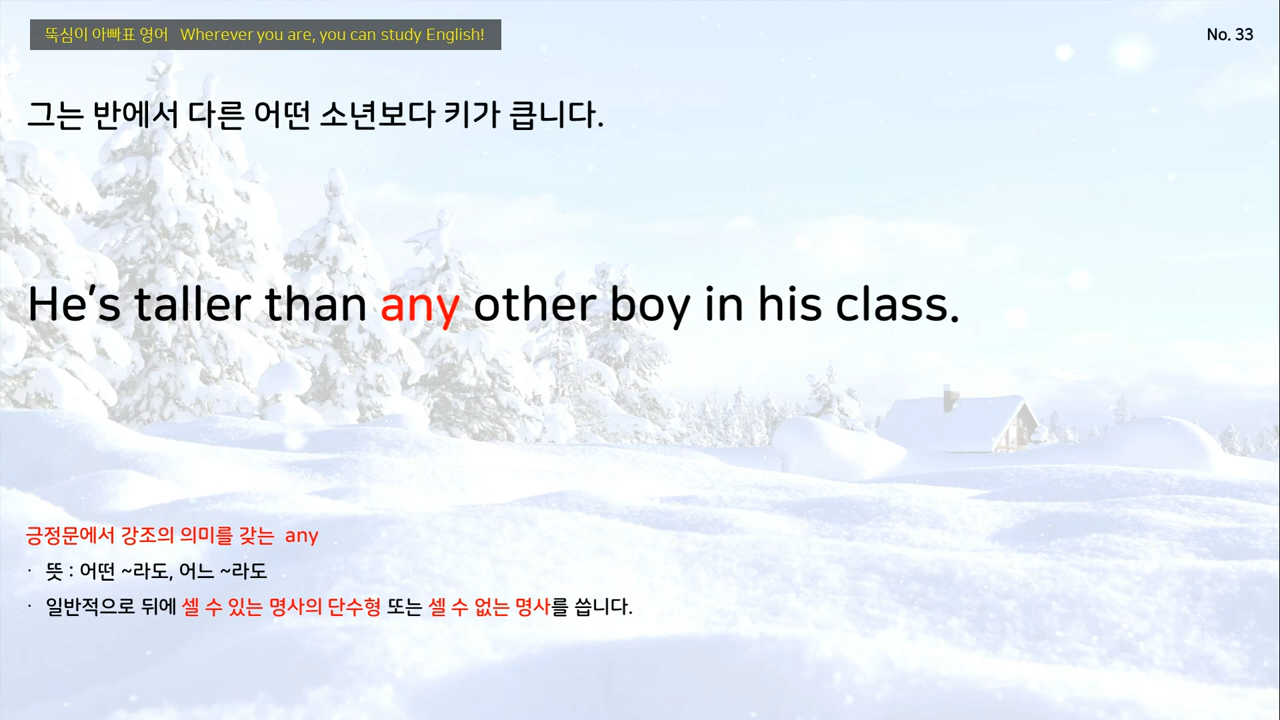 뚝심이 아빠표 영어 Wherever you are, you can study English!
No. 33
그는 반에서 다른 어떤 소년보다 키가 큽니다.
He's taller than any other boy in his class.
긍정문에서 강조의 의미를 갖는 any
· 뜻 : 어떤 ~라도, 어느 ~라도
· 일반적으로 뒤에 셀 수 있는 명사의 단수형 또는 셀 수 없는 명사를 씁니다.